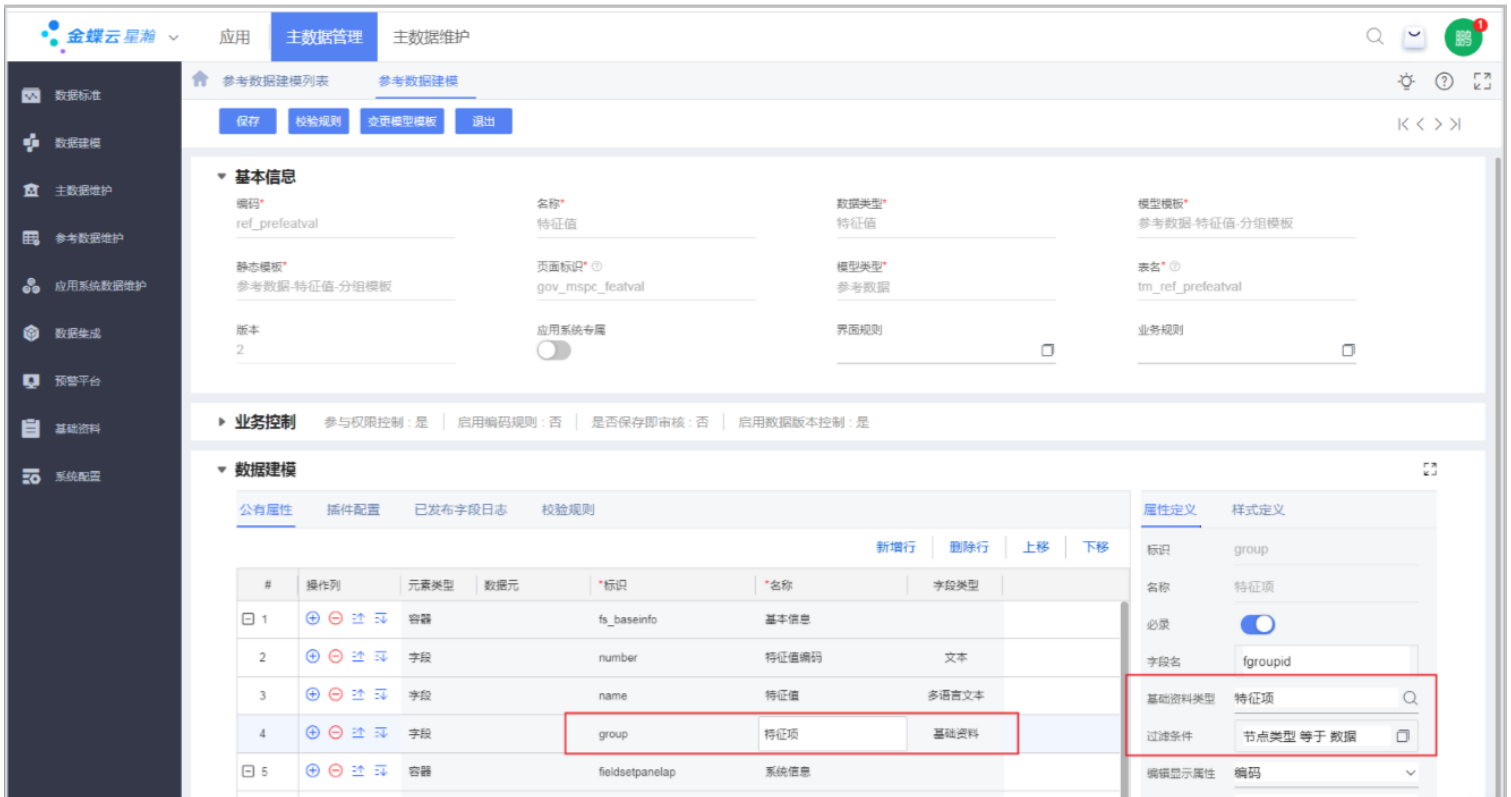 金蝶云星瀚 应用 主数据管理 主数据维护 鹏 1
参考数据建模列表 参考数据建模
数据标准
数据建模
主数据维护
参考数据维护
应用系统数据维护
数据集成
预警平台
基础资料
系统配置
保存 校验规则 变更模型模板 退出
基本信息
编码* 名称* 数据类型* 模型模板*
ref_prefeatval 特征值 特征值 参考数据-特征值-分组模板
静态模板* 页面标识* 模型类型* 表名*
参考数据-特征值-分组模板 gov_mspc_featval 参考数据 tm_ref_prefeatval
版本 应用系统专属 界面规则 业务规则
2
业务控制 参与权限控制 : 是 启用编码规则 : 否 是否保存即审核 : 否 启用数据版本控制 : 是
数据建模
公有属性 插件配置 已发布字段日志 校验规则
新增行 删除行 上移 下移
# 操作列 元素类型 数据元 *标识 *名称 字段类型
1 容器 fs_baseinfo 基本信息
2 字段 number 特征值编码 文本
3 字段 name 特征值 多语言文本
4 字段 group 特征项 基础资料
5 容器 fieldsetpanelap 系统信息
属性定义 样式定义
标识 group
名称 特征项
必录
字段名 fgroupid
基础资料类型 特征项
过滤条件 节点类型 等于 数据
编辑显示属性 编码